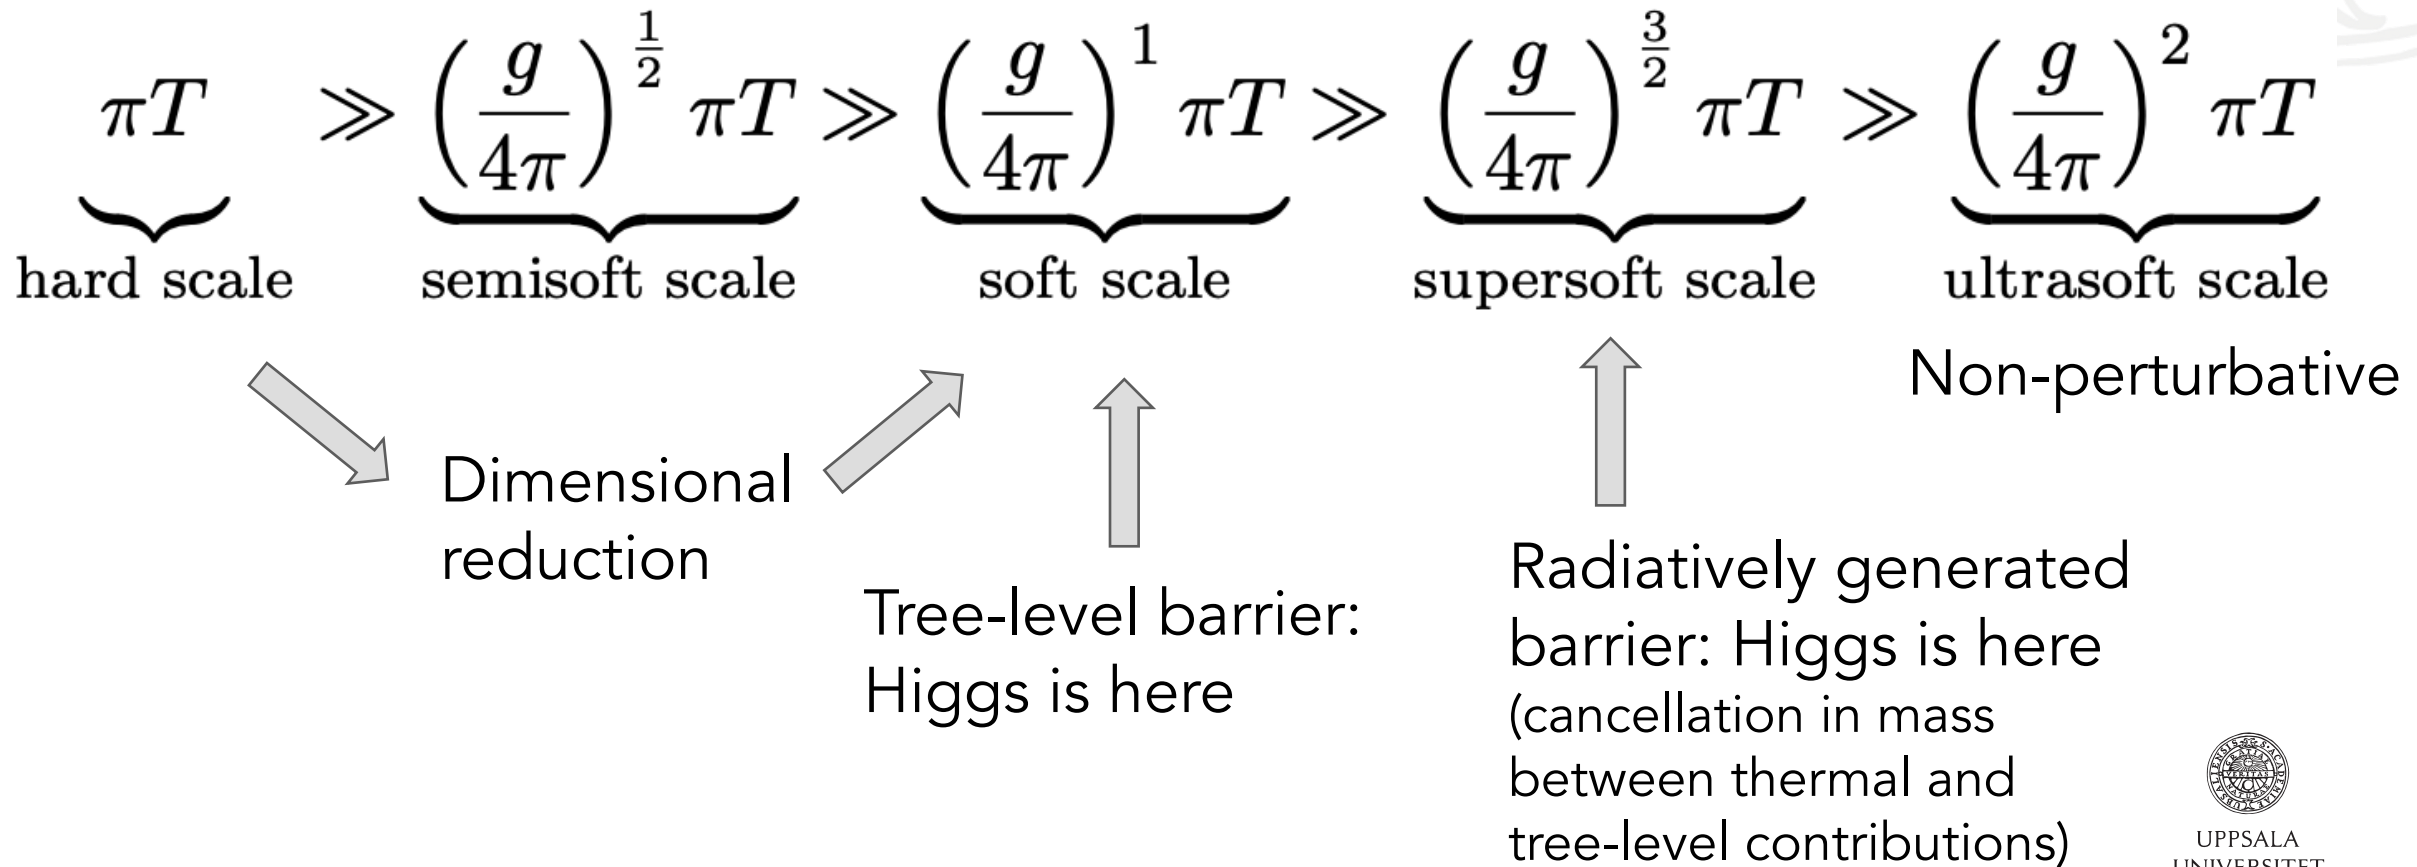 πT ≫ (g/4π)^{1/2} πT ≫ (g/4π)^1 πT ≫ (g/4π)^{3/2} πT ≫ (g/4π)^2 πT
hard scale semisoft scale soft scale supersoft scale ultrasoft scale
Non-perturbative
Dimensional
reduction
Tree-level barrier:
Higgs is here
Radiatively generated
barrier: Higgs is here
(cancellation in mass
between thermal and
tree-level contributions)
UPPSALA
UNIVERSITET